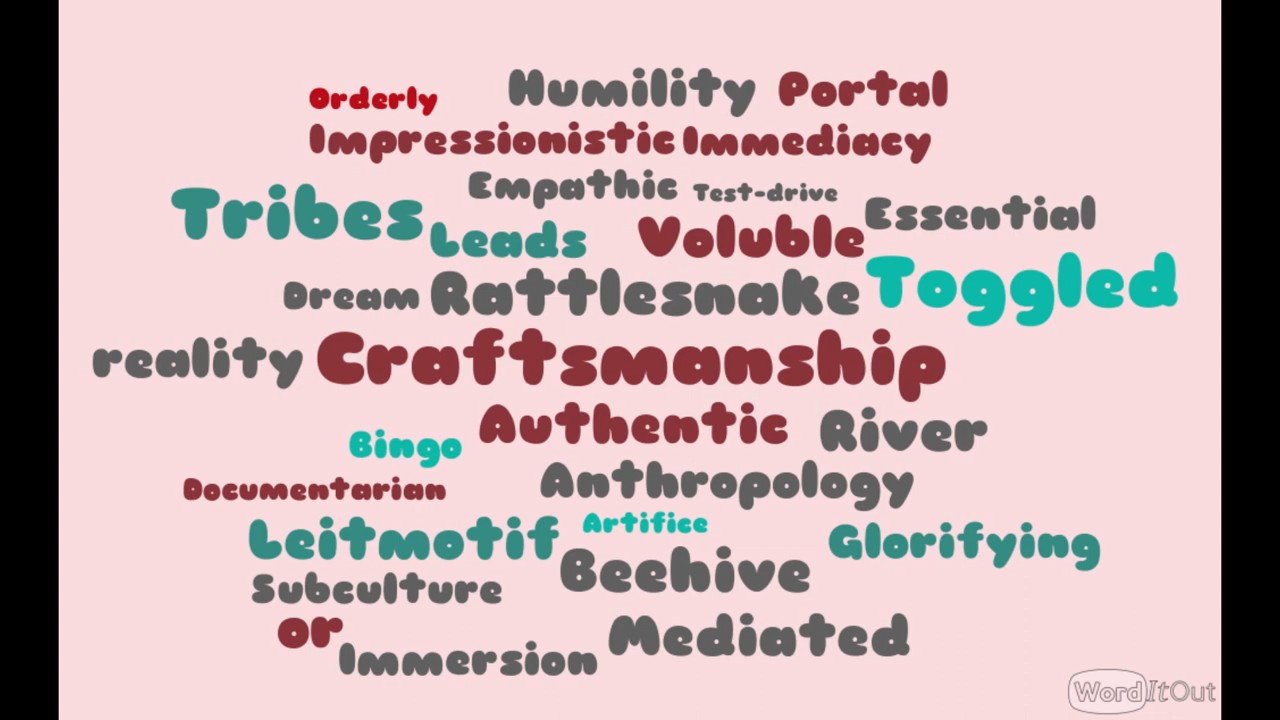 Orderly Humility Portal
Impressionistic Immediacy
Empathic Test-drive
Tribes Leads Voluble Essential
Dream Rattlesnake Toggled
reality Craftsmanship
Bingo Authentic River
Documentarian Anthropology
Leitmotif Artifice Glorifying
Subculture Beehive
or Immersion Mediated
WordItOut